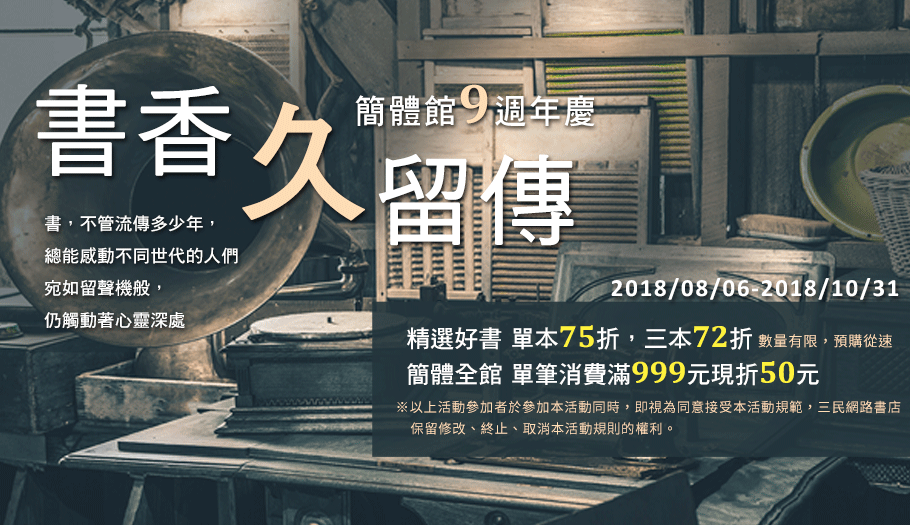 簡體館9週年慶
書香久留傳
書，不管流傳多少年，
總能感動不同世代的人們
宛如留聲機般，
仍觸動著心靈深處
2018/08/06-2018/10/31
精選好書 單本75折，三本72折 數量有限，預購從速
簡體全館 單筆消費滿999元現折50元
※以上活動參加者於參加本活動同時，即視為同意接受本活動規範，三民網路書店
保留修改、終止、取消本活動規則的權利。